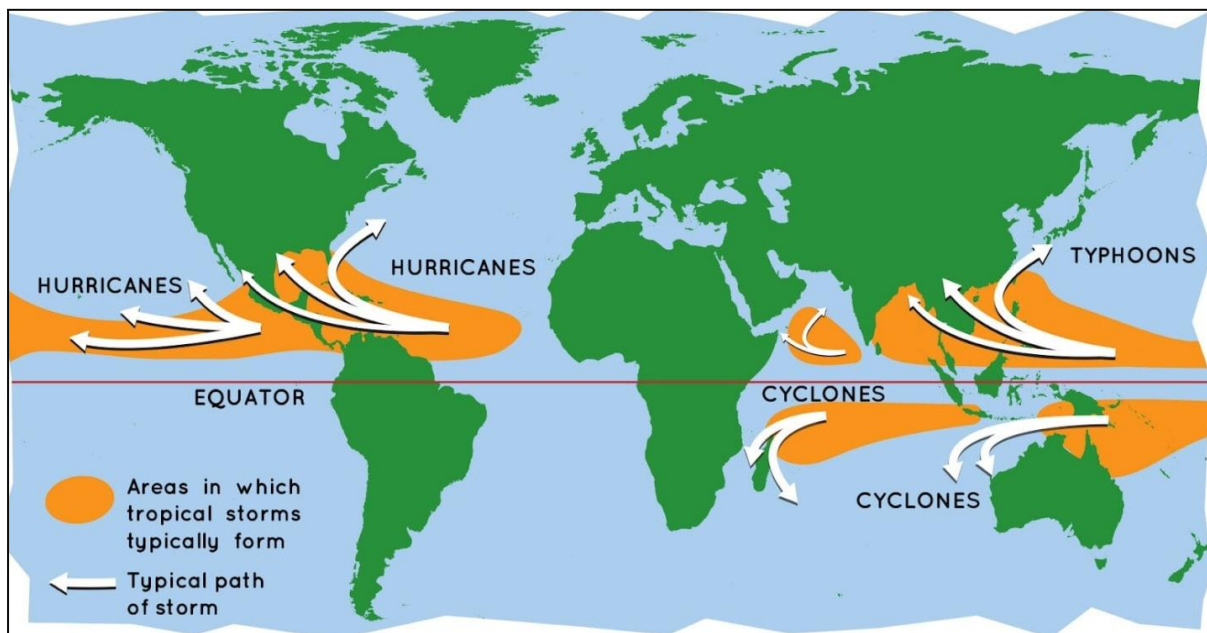 HURRICANES
HURRICANES
TYPHOONS
EQUATOR
CYCLONES
CYCLONES
Areas in which
tropical storms
typically form
Typical path
of storm